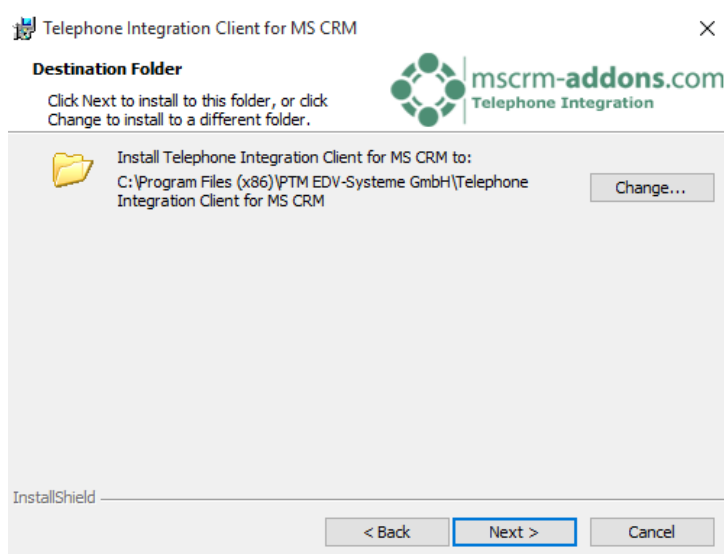 Telephone Integration Client for MS CRM
Destination Folder
Click Next to install to this folder, or click
Change to install to a different folder.
mscrm-addons.com
Telephone Integration
Install Telephone Integration Client for MS CRM to:
C:\Program Files (x86)\PTM EDV-Systeme GmbH\Telephone
Integration Client for MS CRM
Change...
InstallShield
< Back
Next >
Cancel